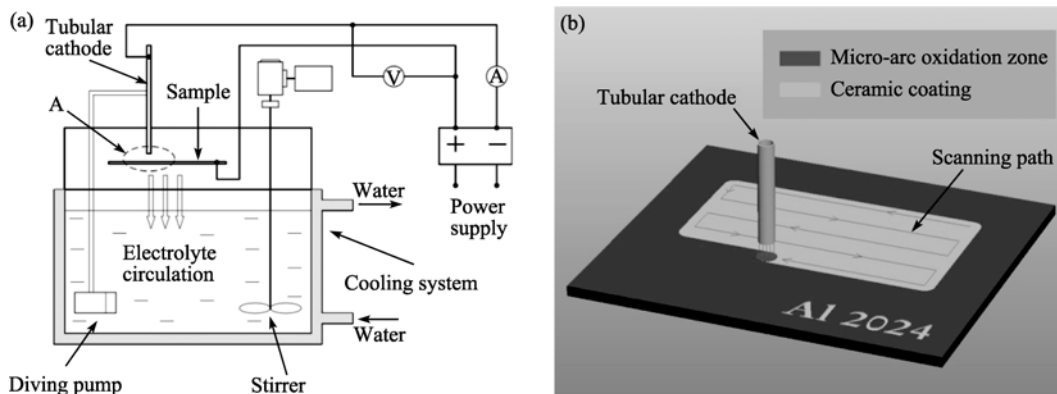 (a)
Tubular
cathode
A
Sample
V
A
+ −
Water
Power
supply
Electrolyte
circulation
Cooling system
Water
Diving pump
Stirrer
(b)
Micro-arc oxidation zone
Ceramic coating
Tubular cathode
Scanning path
Al 2024